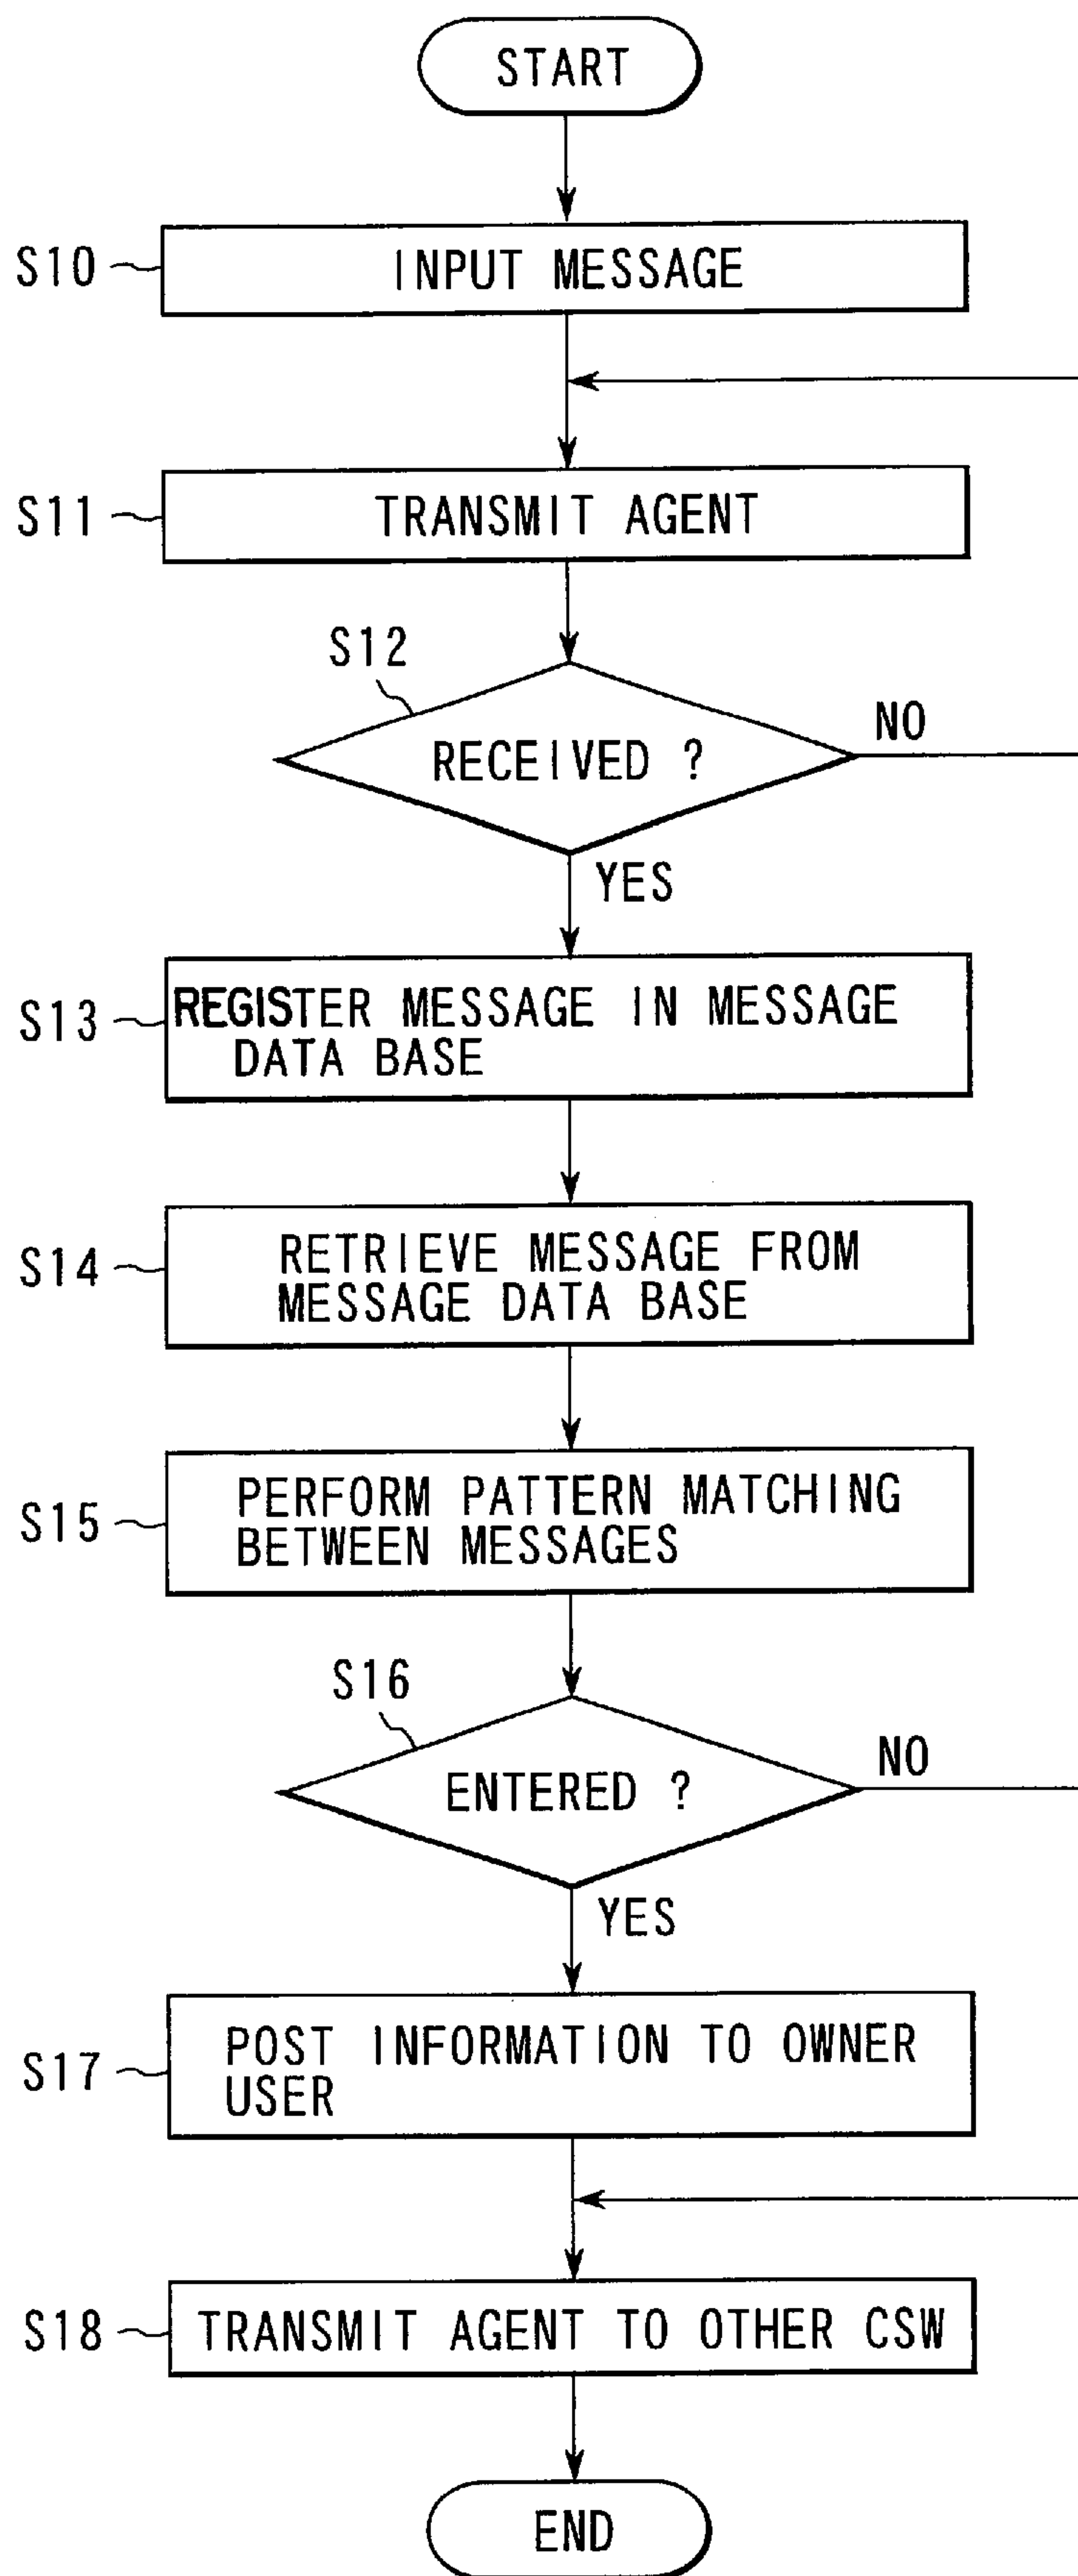 START
S10
INPUT MESSAGE
S11
TRANSMIT AGENT
S12
RECEIVED ?
NO
YES
S13
REGISTER MESSAGE IN MESSAGE
DATA BASE
S14
RETRIEVE MESSAGE FROM
MESSAGE DATA BASE
S15
PERFORM PATTERN MATCHING
BETWEEN MESSAGES
S16
ENTERED ?
NO
YES
S17
POST INFORMATION TO OWNER
USER
S18
TRANSMIT AGENT TO OTHER CSW
END